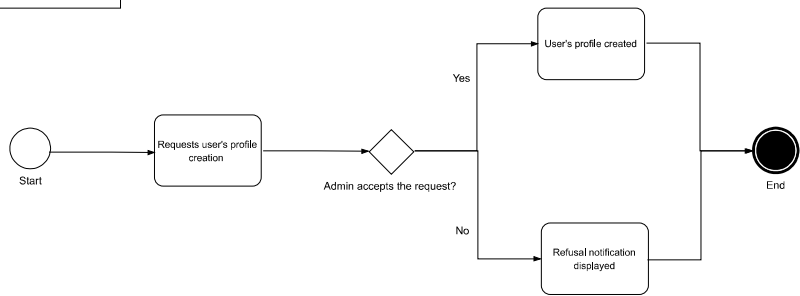 User's profile created
Yes
Requests user's profile
creation
Start
Admin accepts the request?
End
No
Refusal notification
displayed